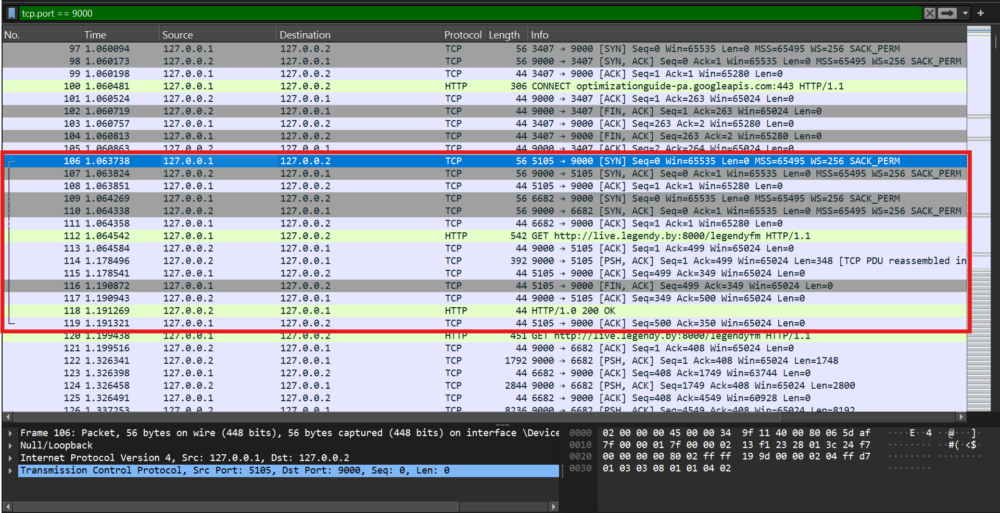 tcp.port == 9000
No. Time Source Destination Protocol Length Info
97 1.060094 127.0.0.1 127.0.0.2 TCP 56 3407 → 9000 [SYN] Seq=0 Win=65535 Len=0 MSS=65495 WS=256 SACK_PERM
98 1.060173 127.0.0.2 127.0.0.1 TCP 56 9000 → 3407 [SYN, ACK] Seq=0 Ack=1 Win=65535 Len=0 MSS=65495 WS=256 SACK_PERM
99 1.060198 127.0.0.1 127.0.0.2 TCP 44 3407 → 9000 [ACK] Seq=1 Ack=1 Win=65280 Len=0
100 1.060481 127.0.0.1 127.0.0.2 HTTP 306 CONNECT optimizationguide-pa.googleapis.com:443 HTTP/1.1
101 1.060524 127.0.0.2 127.0.0.1 TCP 44 9000 → 3407 [ACK] Seq=1 Ack=263 Win=65024 Len=0
102 1.060719 127.0.0.2 127.0.0.1 TCP 44 9000 → 3407 [FIN, ACK] Seq=1 Ack=263 Win=65024 Len=0
103 1.060757 127.0.0.1 127.0.0.2 TCP 44 3407 → 9000 [ACK] Seq=263 Ack=2 Win=65280 Len=0
104 1.060813 127.0.0.1 127.0.0.2 TCP 44 3407 → 9000 [FIN, ACK] Seq=263 Ack=2 Win=65280 Len=0
105 1.060863 127.0.0.2 127.0.0.1 TCP 44 9000 → 3407 [ACK] Seq=2 Ack=264 Win=65024 Len=0
106 1.063738 127.0.0.1 127.0.0.2 TCP 56 5105 → 9000 [SYN] Seq=0 Win=65535 Len=0 MSS=65495 WS=256 SACK_PERM
107 1.063824 127.0.0.2 127.0.0.1 TCP 56 9000 → 5105 [SYN, ACK] Seq=0 Ack=1 Win=65535 Len=0 MSS=65495 WS=256 SACK_PERM
108 1.063851 127.0.0.1 127.0.0.2 TCP 44 5105 → 9000 [ACK] Seq=1 Ack=1 Win=65280 Len=0
109 1.064269 127.0.0.1 127.0.0.2 TCP 56 6682 → 9000 [SYN] Seq=0 Win=65535 Len=0 MSS=65495 WS=256 SACK_PERM
110 1.064338 127.0.0.2 127.0.0.1 TCP 56 9000 → 6682 [SYN, ACK] Seq=0 Ack=1 Win=65535 Len=0 MSS=65495 WS=256 SACK_PERM
111 1.064358 127.0.0.1 127.0.0.2 TCP 44 6682 → 9000 [ACK] Seq=1 Ack=1 Win=65280 Len=0
112 1.064542 127.0.0.1 127.0.0.2 HTTP 542 GET http://live.legendy.by:8000/legendyfm HTTP/1.1
113 1.064584 127.0.0.2 127.0.0.1 TCP 44 9000 → 5105 [ACK] Seq=1 Ack=499 Win=65024 Len=0
114 1.178496 127.0.0.2 127.0.0.1 TCP 392 9000 → 5105 [PSH, ACK] Seq=1 Ack=499 Win=65024 Len=348 [TCP PDU reassembled in
115 1.178541 127.0.0.1 127.0.0.2 TCP 44 5105 → 9000 [ACK] Seq=499 Ack=349 Win=65024 Len=0
116 1.190872 127.0.0.1 127.0.0.2 TCP 44 5105 → 9000 [FIN, ACK] Seq=499 Ack=349 Win=65024 Len=0
117 1.190943 127.0.0.2 127.0.0.1 TCP 44 9000 → 5105 [ACK] Seq=349 Ack=500 Win=65024 Len=0
118 1.191269 127.0.0.2 127.0.0.1 HTTP 44 HTTP/1.0 200 OK
119 1.191321 127.0.0.1 127.0.0.2 TCP 44 5105 → 9000 [ACK] Seq=500 Ack=350 Win=65024 Len=0
120 1.199438 127.0.0.1 127.0.0.2 HTTP 451 GET http://live.legendy.by:8000/legendyfm HTTP/1.1
121 1.199516 127.0.0.2 127.0.0.1 TCP 44 9000 → 6682 [ACK] Seq=1 Ack=408 Win=65024 Len=0
122 1.326341 127.0.0.2 127.0.0.1 TCP 1792 9000 → 6682 [PSH, ACK] Seq=1 Ack=408 Win=65024 Len=1748
123 1.326398 127.0.0.1 127.0.0.2 TCP 44 6682 → 9000 [ACK] Seq=408 Ack=1749 Win=63744 Len=0
124 1.326458 127.0.0.2 127.0.0.1 TCP 2844 9000 → 6682 [PSH, ACK] Seq=1749 Ack=408 Win=65024 Len=2800
125 1.326491 127.0.0.1 127.0.0.2 TCP 44 6682 → 9000 [ACK] Seq=408 Ack=4549 Win=60928 Len=0
126 1.337253 127.0.0.2 127.0.0.1 TCP 8236 9000 → 6682 [PSH, ACK] Seq=4549 Ack=408 Win=65024 Len=8192
Frame 106: Packet, 56 bytes on wire (448 bits), 56 bytes captured (448 bits) on interface \Device
Null/Loopback
Internet Protocol Version 4, Src: 127.0.0.1, Dst: 127.0.0.2
Transmission Control Protocol, Src Port: 5105, Dst Port: 9000, Seq: 0, Len: 0
0000 02 00 00 00 45 00 00 34 9f 11 40 00 80 06 5d af ····E··4 ··@···]·
0010 7f 00 00 01 7f 00 00 02 13 f1 23 28 01 3c 24 f7 ········ ··#(·<$·
0020 00 00 00 00 80 02 ff ff 19 9d 00 00 02 04 ff d7 ········ ········
0030 01 03 03 08 01 01 04 02 ········